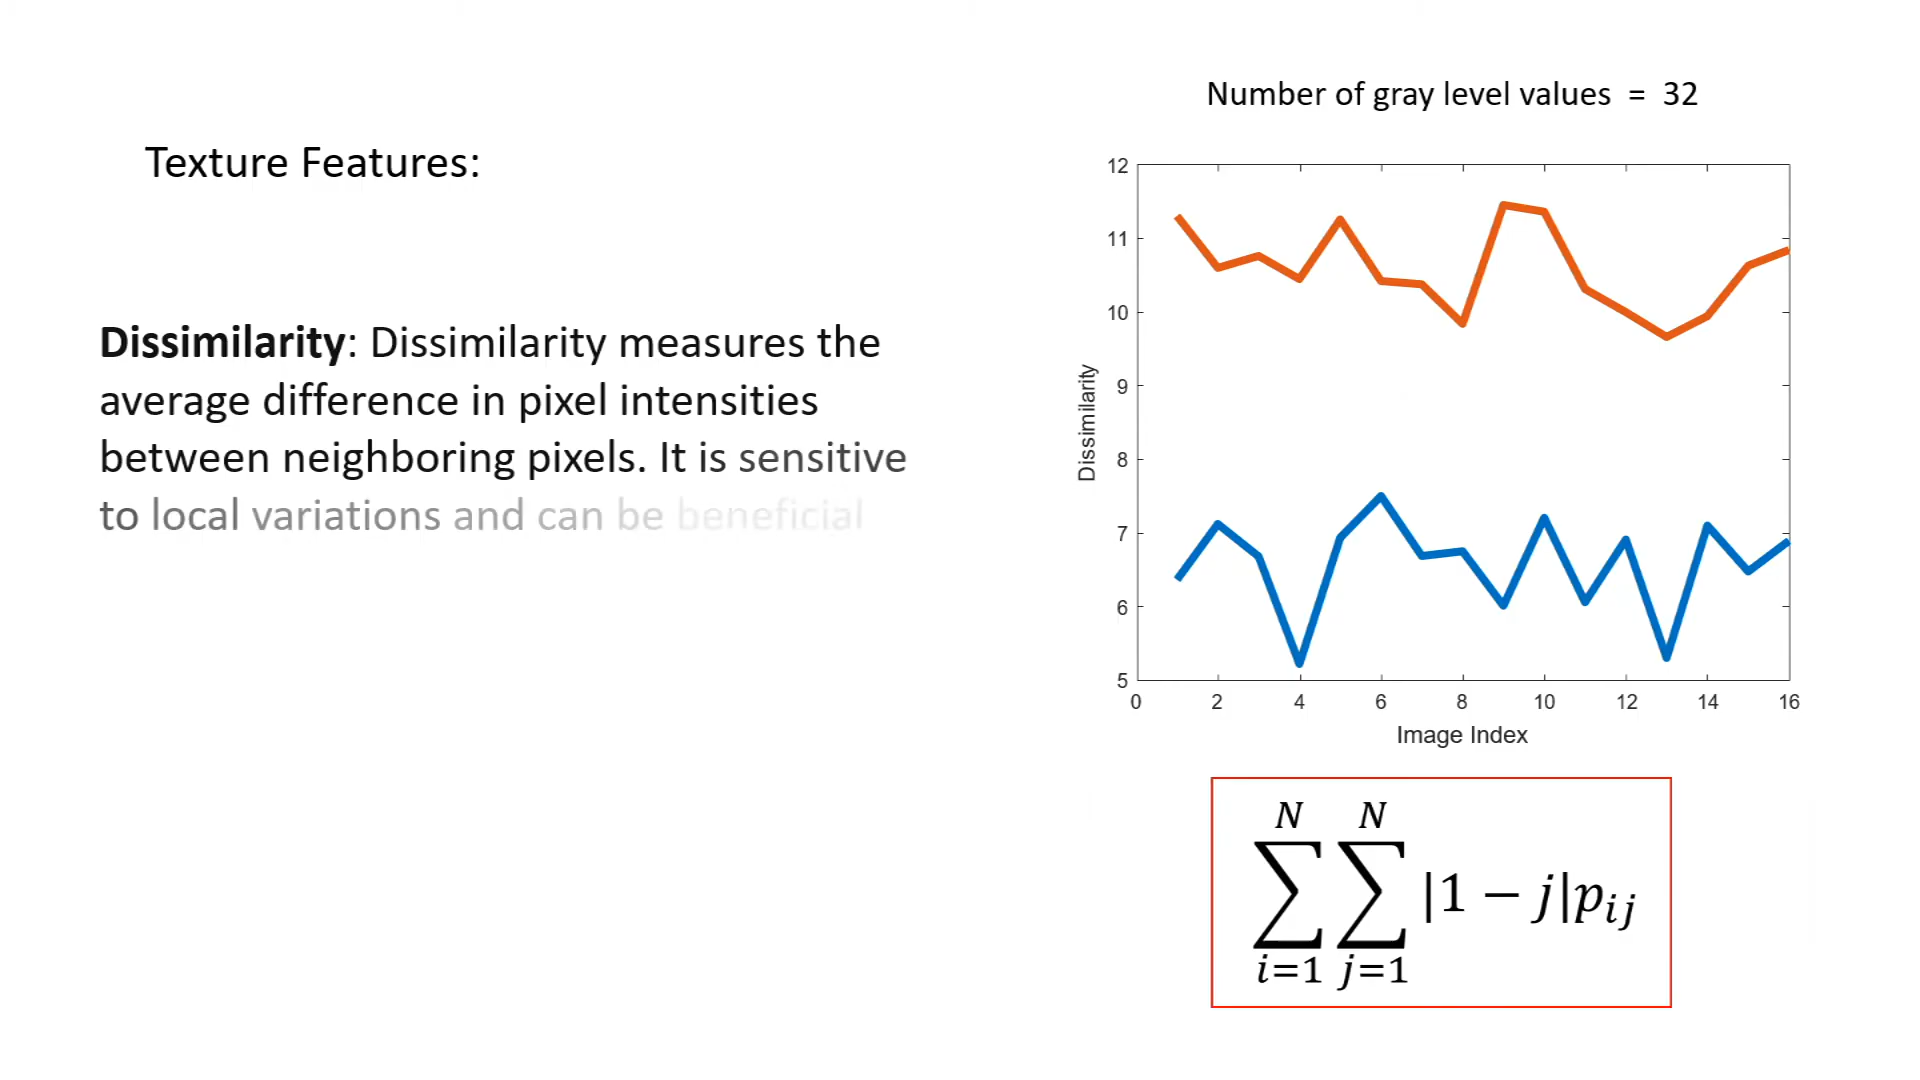 Number of gray level values = 32
Texture Features:
Dissimilarity: Dissimilarity measures the
average difference in pixel intensities
between neighboring pixels. It is sensitive
to local variations and can be beneficial
12
11
10
9
8
7
6
5
Dissimilarity
0 2 4 6 8 10 12 14 16
Image Index
N N
∑ ∑ |1 − j|pij
i=1 j=1